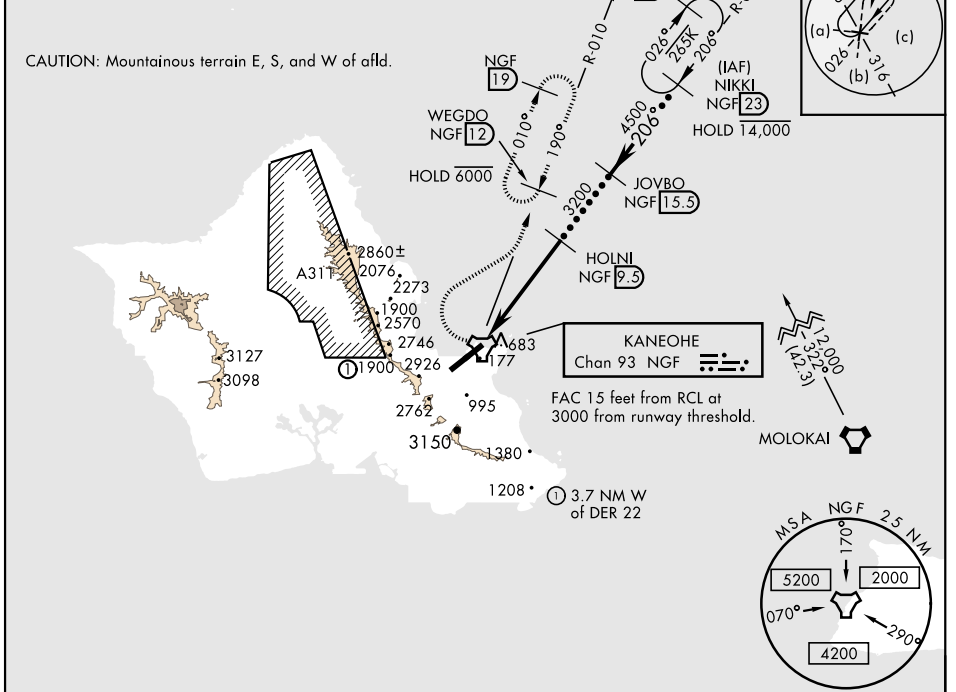 CAUTION: Mountainous terrain E, S, and W of afld.
R-010
026°
265K
206°
(a)
(c)
026
(b)
316
NGF
19
(IAF)
NIKKI
NGF 23
HOLD 14,000
WEGDO
NGF 12
HOLD 6000
010°
190°
4500
206°
3200
JOVBO
NGF 15.5
HOLNI
NGF 9.5
A311
2860±
2076
2273
1900
2570
2746
1 1900
2926
3127
3098
2762
995
3150
1380
1208
1 3.7 NM W
of DER 22
683
177
KANEOHE
Chan 93 NGF
FAC 15 feet from RCL at
3000 from runway threshold.
12,000
322°
(42.3)
MOLOKAI
MSA NGF 25 NM
170°
5200
2000
070°
290°
4200